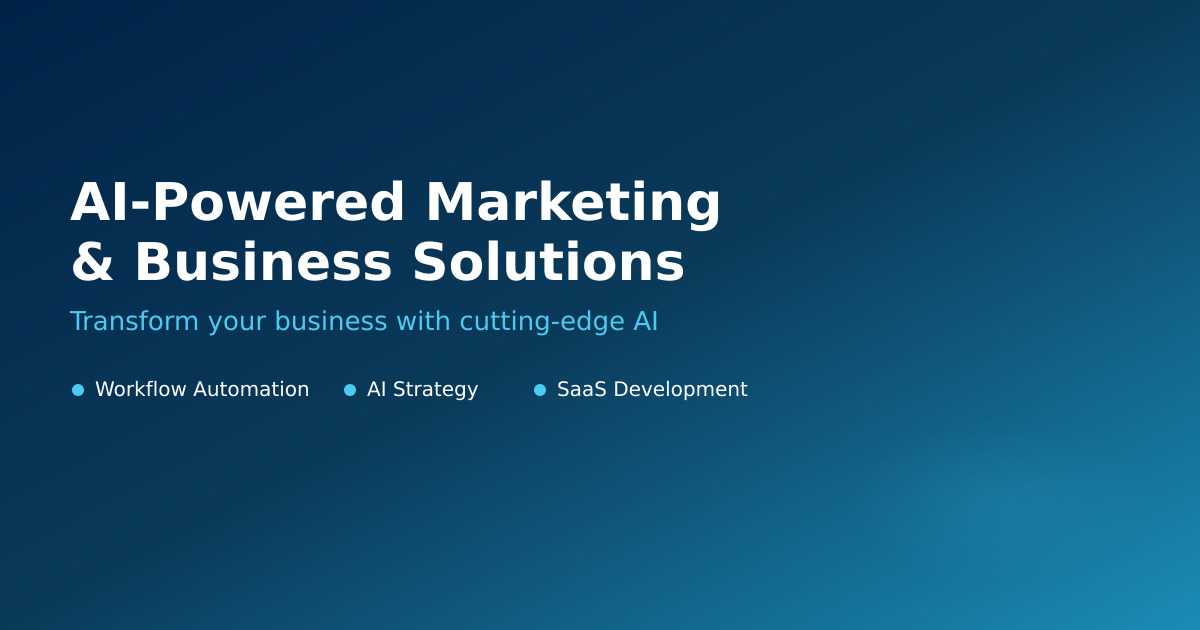 AI-Powered Marketing
& Business Solutions
Transform your business with cutting-edge AI
Workflow Automation AI Strategy SaaS Development